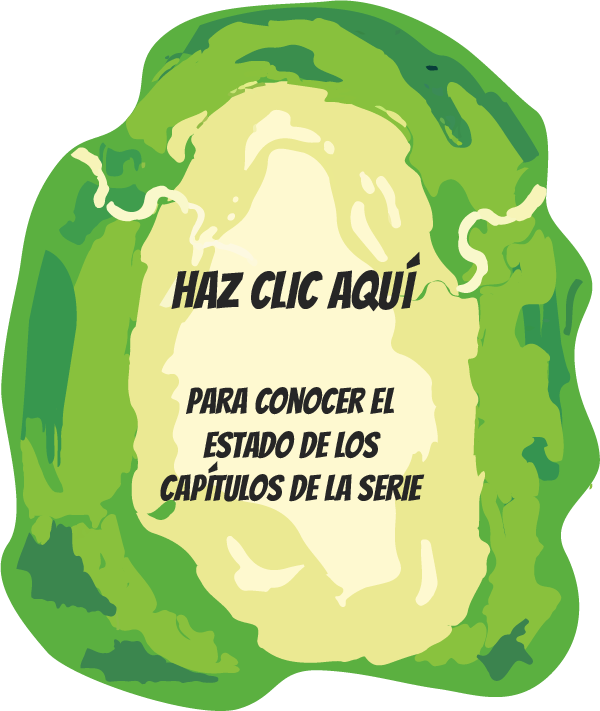 HAZ CLIC AQUÍ
PARA CONOCER EL
ESTADO DE LOS
CAPÍTULOS DE LA SERIE